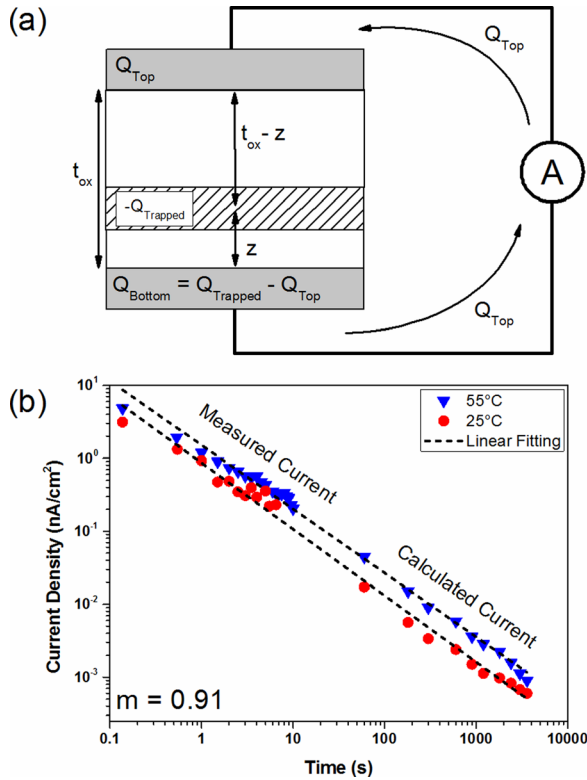 (a)
Q_Top
Q_Top
t_ox - z
t_ox
A
-Q_Trapped
z
Q_Bottom = Q_Trapped - Q_Top
Q_Top
(b)
10^1
55°C
25°C
Linear Fitting
Measured Current
10^0
10^-1
Calculated Current
10^-2
10^-3
Current Density (nA/cm^2)
m = 0.91
0.1 1 10 100 1000 10000
Time (s)